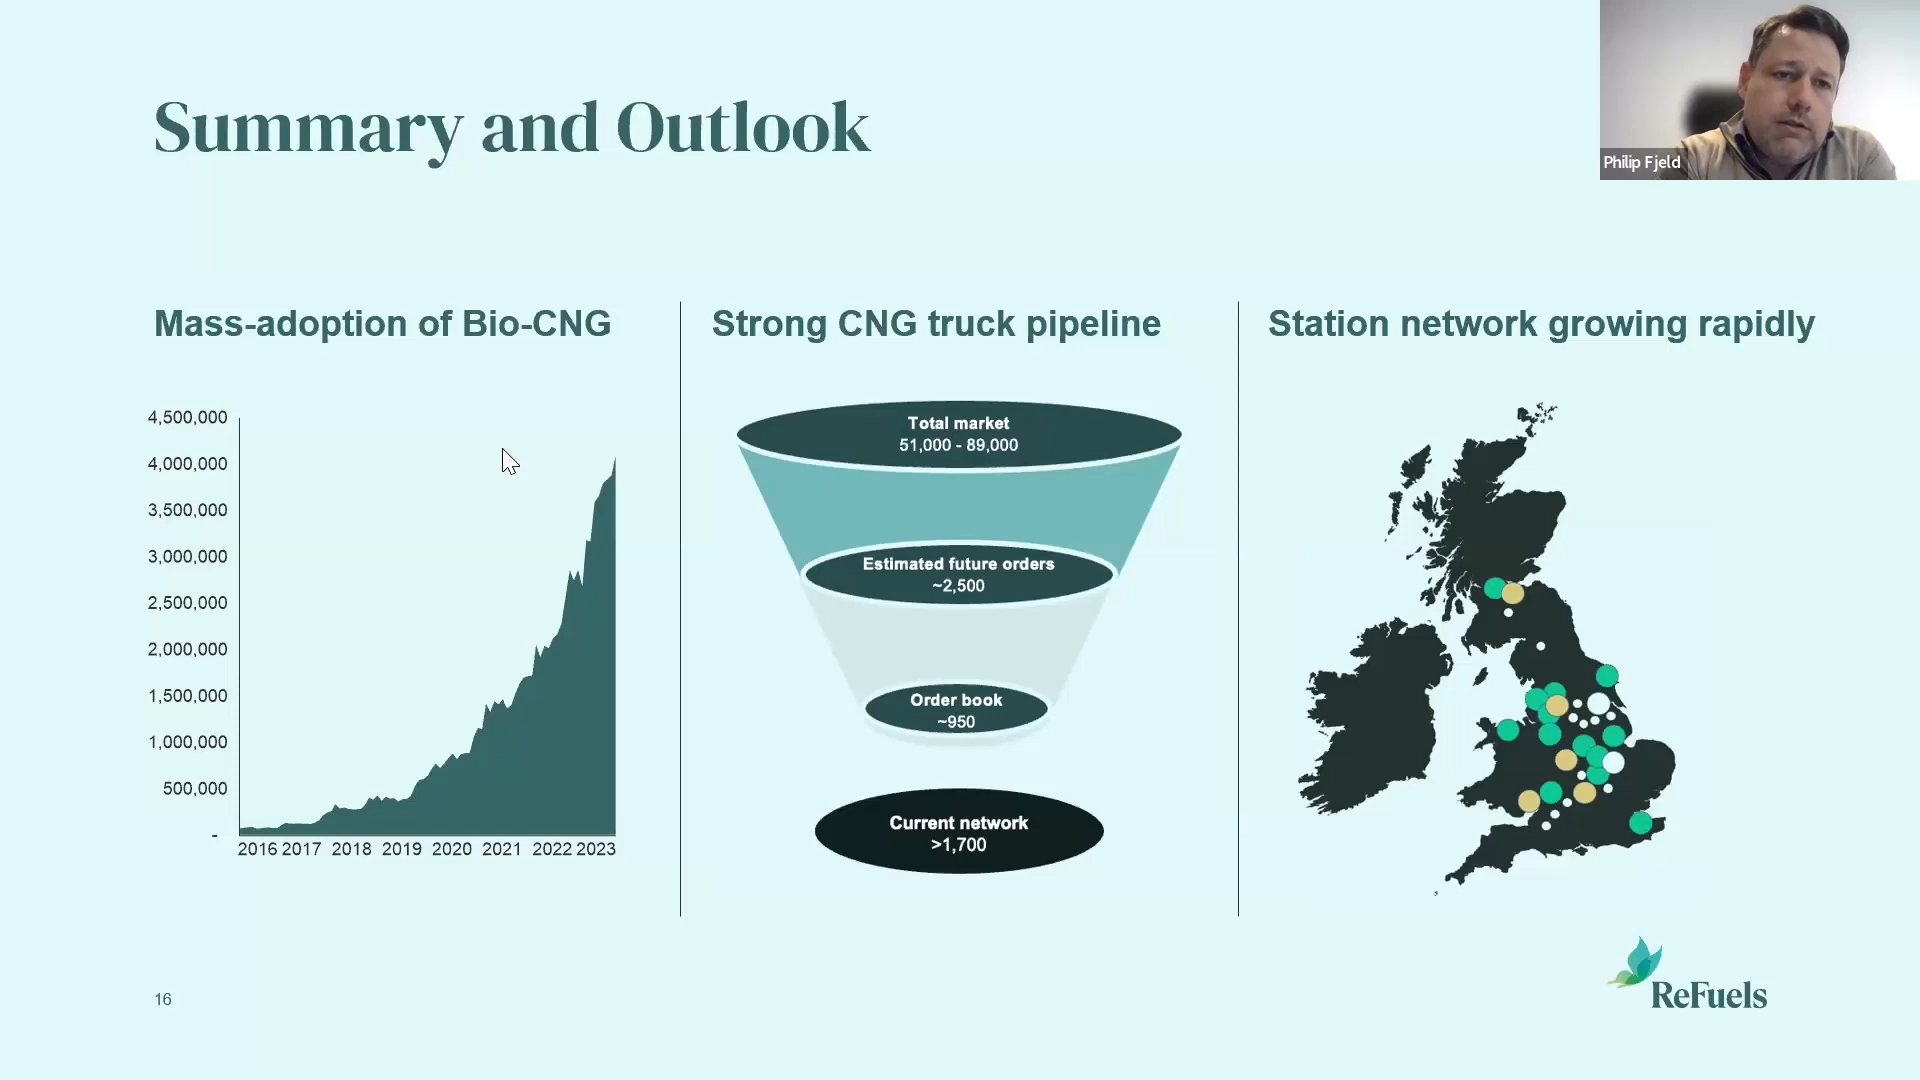 Summary and Outlook
Philip Fjeld
Mass-adoption of Bio-CNG
4,500,000
4,000,000
3,500,000
3,000,000
2,500,000
2,000,000
1,500,000
1,000,000
500,000
-
2016 2017 2018 2019 2020 2021 2022 2023
Strong CNG truck pipeline
Total market
51,000 - 89,000
Estimated future orders
~2,500
Order book
~950
Current network
>1,700
Station network growing rapidly
16
ReFuels